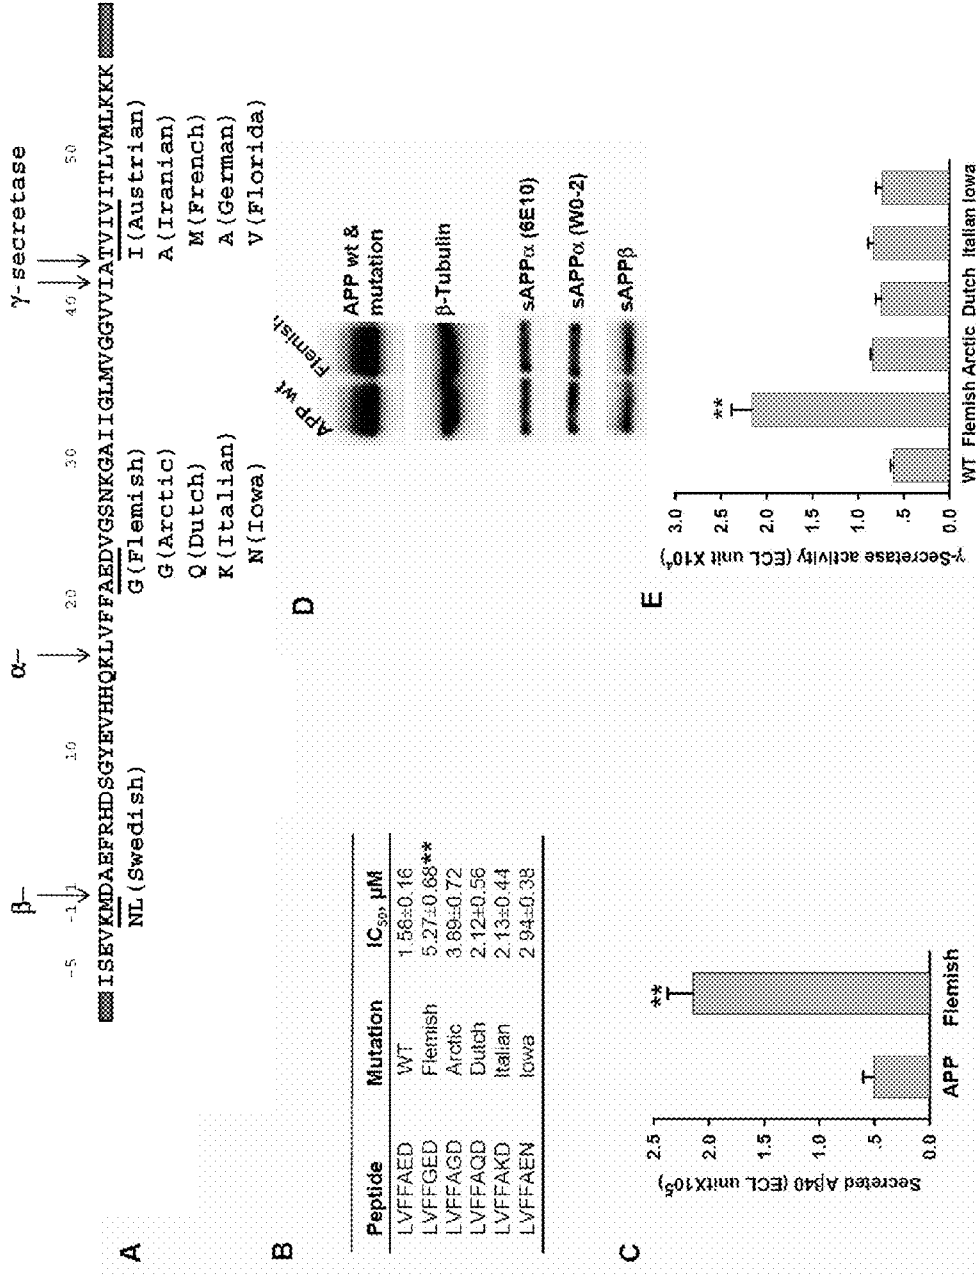 A
β- α- γ-secretase
-5 -1 1 10 20 30 40 50
ISEVKMDAEFRHDSGYEVHHQKLVFFAEDVGSNKGAIIGLMVGGVVIATVIVITLVMLKKK
NL (Swedish) G (Flemish) I (Austrian)
G (Arctic) A (Iranian)
Q (Dutch) M (French)
K (Italian) A (German)
N (Iowa) V (Florida)
B
Peptide Mutation IC50, μM
LVFFAED WT 1.58±0.16
LVFFGED Flemish 5.27±0.68**
LVFFAGD Arctic 3.89±0.72
LVFFAQD Dutch 2.12±0.56
LVFFAKD Italian 2.13±0.44
LVFFAEN Iowa 2.94±0.38
D
APP wt Flemish
APP wt &
mutation
β-Tubulin
sAPPα (6E10)
sAPPα (W0-2)
sAPPβ
C
Secreted Aβ40 (ECL unitX10⁵)
2.5
2.0
1.5
1.0
.5
0.0
**
APP Flemish
E
γ-Secretase activity (ECL unit X10⁴)
3.0
2.5
2.0
1.5
1.0
.5
0.0
**
WT Flemish Arctic Dutch Italian Iowa